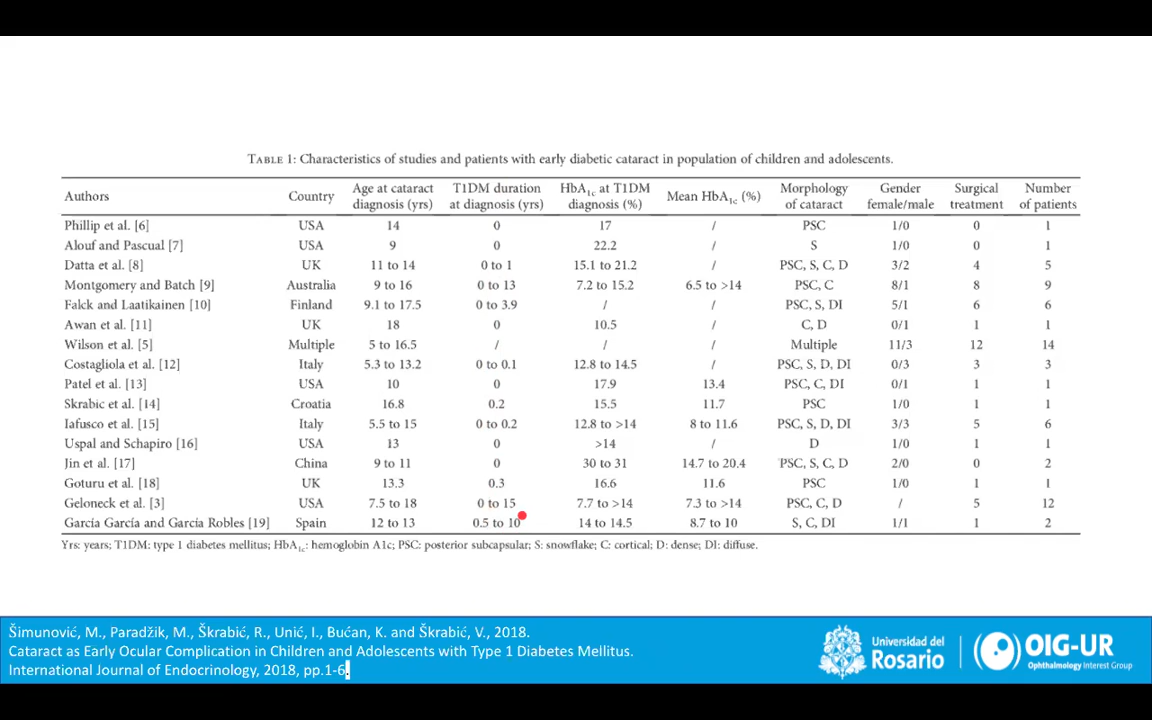 TABLE 1: Characteristics of studies and patients with early diabetic cataract in population of children and adolescents.
Authors Country Age at cataract diagnosis (yrs) T1DM duration at diagnosis (yrs) HbA1c at T1DM diagnosis (%) Mean HbA1c (%) Morphology of cataract Gender female/male Surgical treatment Number of patients
Phillip et al. [6] USA 14 0 17 / PSC 1/0 0 1
Alouf and Pascual [7] USA 9 0 22.2 / S 1/0 0 1
Datta et al. [8] UK 11 to 14 0 to 1 15.1 to 21.2 / PSC, S, C, D 3/2 4 5
Montgomery and Batch [9] Australia 9 to 16 0 to 13 7.2 to 15.2 6.5 to >14 PSC, C 8/1 8 9
Falck and Laatikainen [10] Finland 9.1 to 17.5 0 to 3.9 / / PSC, S, DI 5/1 6 6
Awan et al. [11] UK 18 0 10.5 / C, D 0/1 1 1
Wilson et al. [5] Multiple 5 to 16.5 / / / Multiple 11/3 12 14
Costagliola et al. [12] Italy 5.3 to 13.2 0 to 0.1 12.8 to 14.5 / PSC, S, D, DI 0/3 3 3
Patel et al. [13] USA 10 0 17.9 13.4 PSC, C, DI 0/1 1 1
Skrabic et al. [14] Croatia 16.8 0.2 15.5 11.7 PSC 1/0 1 1
Iafusco et al. [15] Italy 5.5 to 15 0 to 0.2 12.8 to >14 8 to 11.6 PSC, S, D, DI 3/3 5 6
Uspal and Schapiro [16] USA 13 0 >14 / D 1/0 1 1
Jin et al. [17] China 9 to 11 0 30 to 31 14.7 to 20.4 PSC, S, C, D 2/0 0 2
Goturu et al. [18] UK 13.3 0.3 16.6 11.6 PSC 1/0 1 1
Geloneck et al. [3] USA 7.5 to 18 0 to 15 7.7 to >14 7.3 to >14 PSC, C, D / 5 12
García García and García Robles [19] Spain 12 to 13 0.5 to 10 14 to 14.5 8.7 to 10 S, C, DI 1/1 1 2
Yrs: years; T1DM: type 1 diabetes mellitus; HbA1c: hemoglobin A1c; PSC: posterior subcapsular; S: snowflake; C: cortical; D: dense; DI: diffuse.
Šimunović, M., Paradžik, M., Škrabić, R., Unić, I., Bućan, K. and Škrabić, V., 2018.
Cataract as Early Ocular Complication in Children and Adolescents with Type 1 Diabetes Mellitus.
International Journal of Endocrinology, 2018, pp.1-6.
Universidad del
Rosario
OIG-UR
Ophthalmology Interest Group